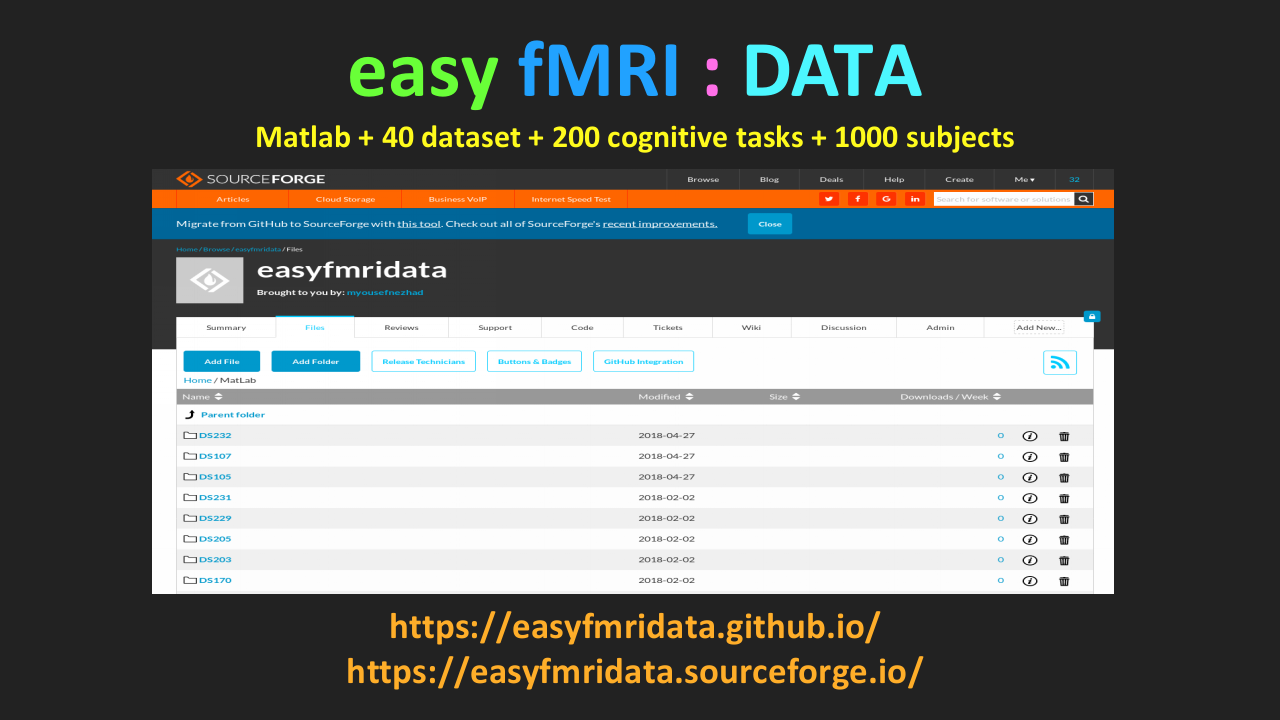 easy fMRI : DATA
Matlab + 40 dataset + 200 cognitive tasks + 1000 subjects
SOURCEFORGE Browse Blog Deals Help Create Me 32
Articles Cloud Storage Business VoIP Internet Speed Test Search for software or solutions
Migrate from GitHub to SourceForge with this tool. Check out all of SourceForge's recent improvements. Close
Home / Browse / easyfmridata / Files
easyfmridata
Brought to you by: myousefnezhad
Summary Files Reviews Support Code Tickets Wiki Discussion Admin Add New...
Add File Add Folder Release Technicians Buttons & Badges GitHub Integration
Home / MatLab
Name Modified Size Downloads / Week
Parent folder
DS232 2018-04-27 0
DS107 2018-04-27 0
DS105 2018-04-27 0
DS231 2018-02-02 0
DS229 2018-02-02 0
DS205 2018-02-02 0
DS203 2018-02-02 0
DS170 2018-02-02 0
https://easyfmridata.github.io/
https://easyfmridata.sourceforge.io/